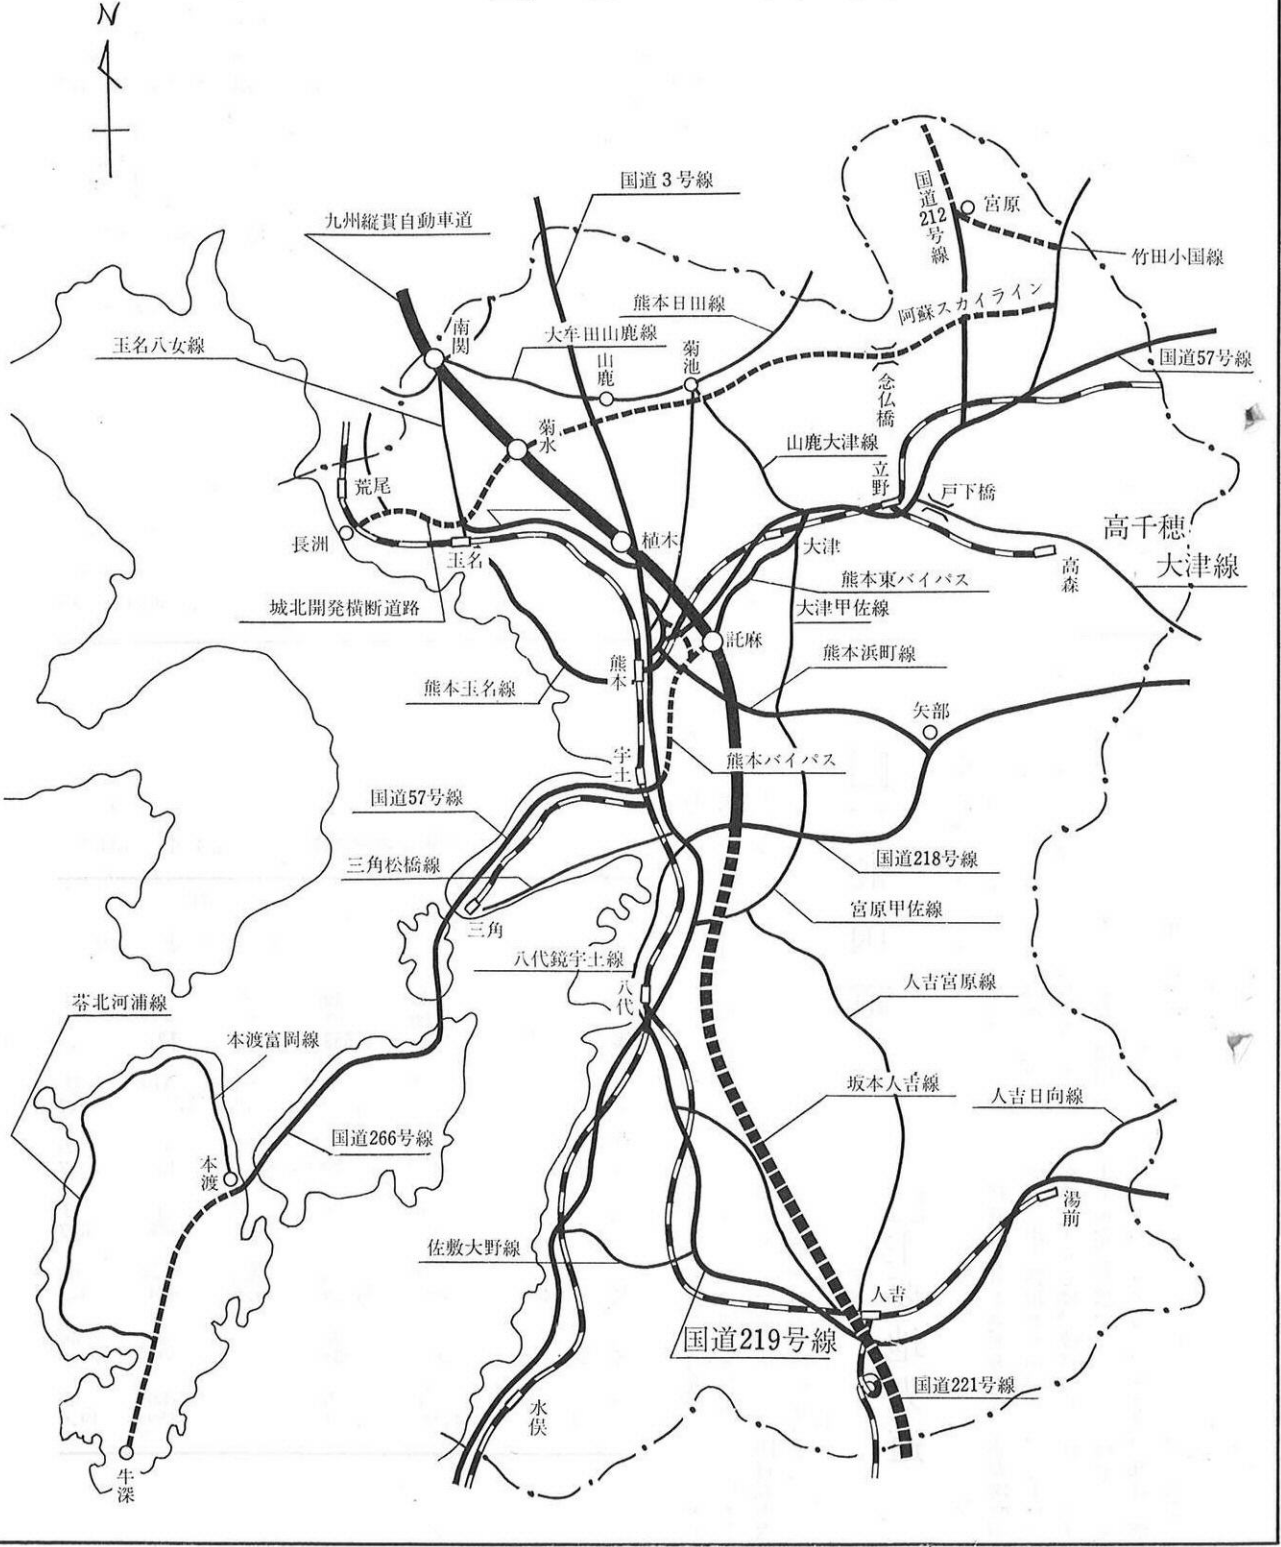 N
国道3号線
九州縦貫自動車道
国道212号線
宮原
竹田小国線
熊本日田線
阿蘇スカイライン
南関
大牟田山鹿線
玉名八女線
山鹿
菊池
国道57号線
念仏橋
菊水
山鹿大津線
立野
荒尾
戸下橋
高千穂
大津線
長洲
植木
大津
玉名
高森
熊本東バイパス
城北開発横断道路
大津甲佐線
託麻
熊本浜町線
熊本
熊本玉名線
矢部
宇土
熊本バイパス
国道57号線
国道218号線
三角松橋線
宮原甲佐線
三角
八代鏡宇土線
人吉宮原線
八代
苓北河浦線
本渡富岡線
坂本人吉線
人吉日向線
国道266号線
本渡
湯前
佐敷大野線
人吉
国道219号線
国道221号線
水俣
牛深